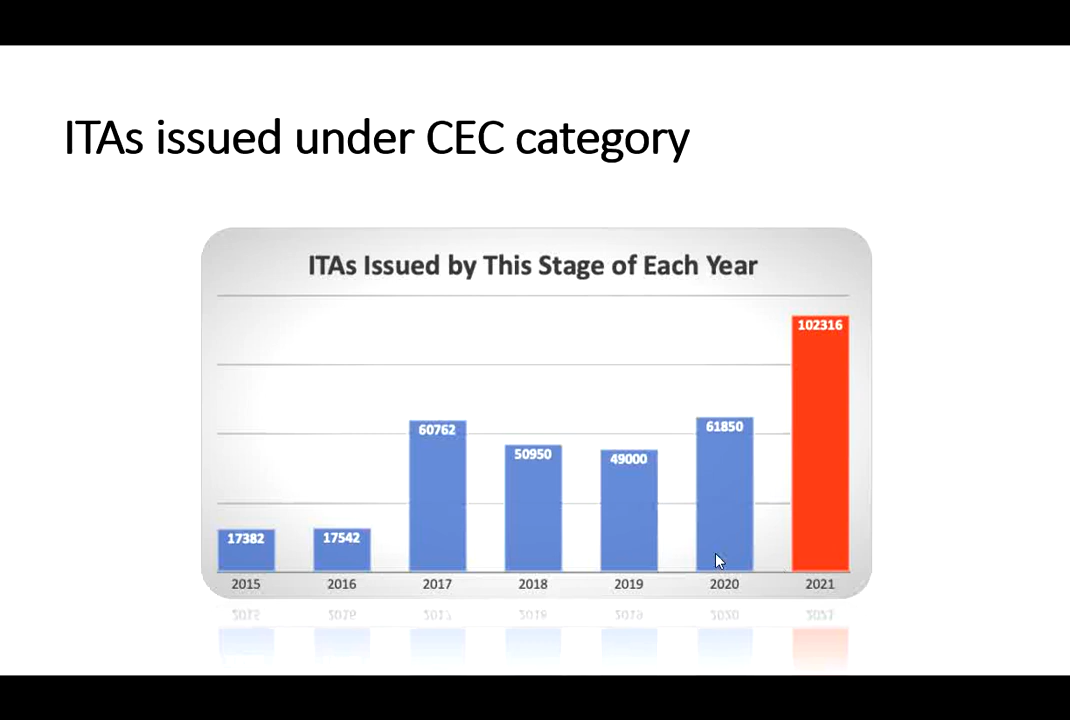 ITAs issued under CEC category
ITAs Issued by This Stage of Each Year
102316
60762
61850
50950
49000
17382
17542
2015 2016 2017 2018 2019 2020 2021